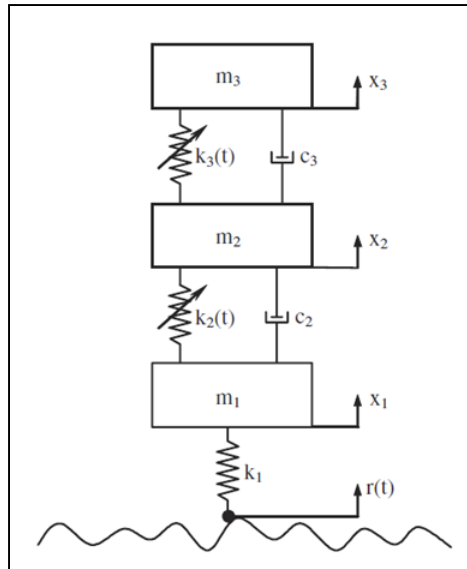 m₃
x₃
k₃(t)
c₃
m₂
x₂
k₂(t)
c₂
m₁
x₁
k₁
r(t)